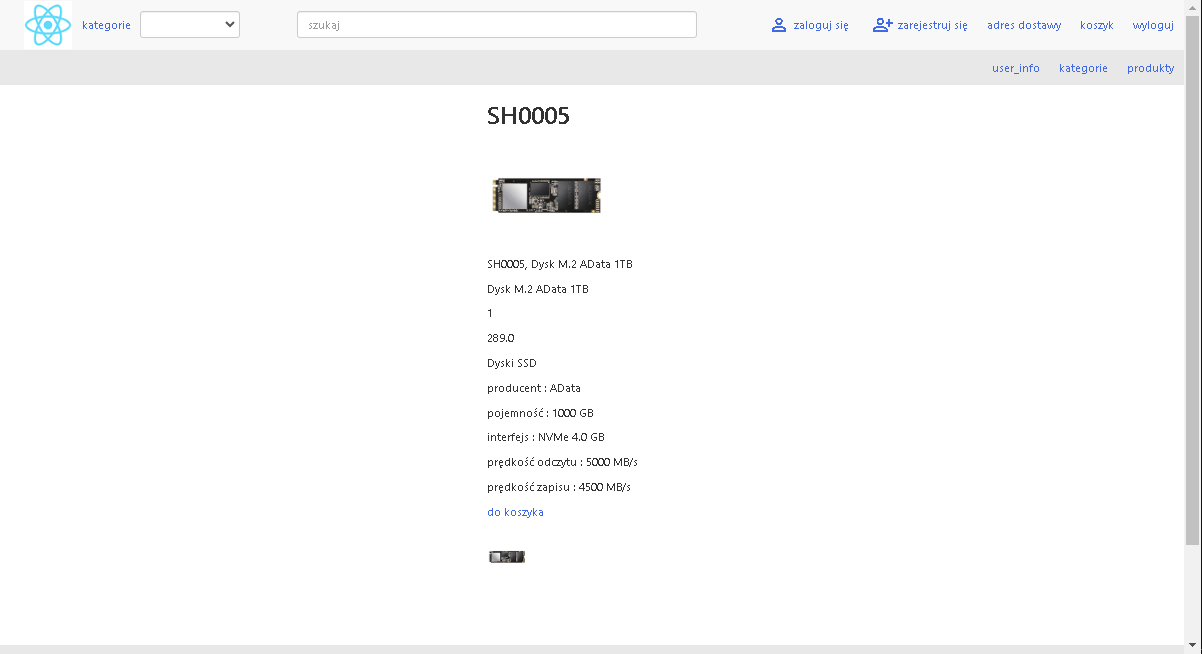 kategorie
szukaj
zaloguj się
zarejestruj się
adres dostawy
koszyk
wyloguj
user_info
kategorie
produkty
SH0005
SH0005, Dysk M.2 AData 1TB
Dysk M.2 AData 1TB
1
289.0
Dyski SSD
producent : AData
pojemność : 1000 GB
interfejs : NVMe 4.0 GB
prędkość odczytu : 5000 MB/s
prędkość zapisu : 4500 MB/s
do koszyka